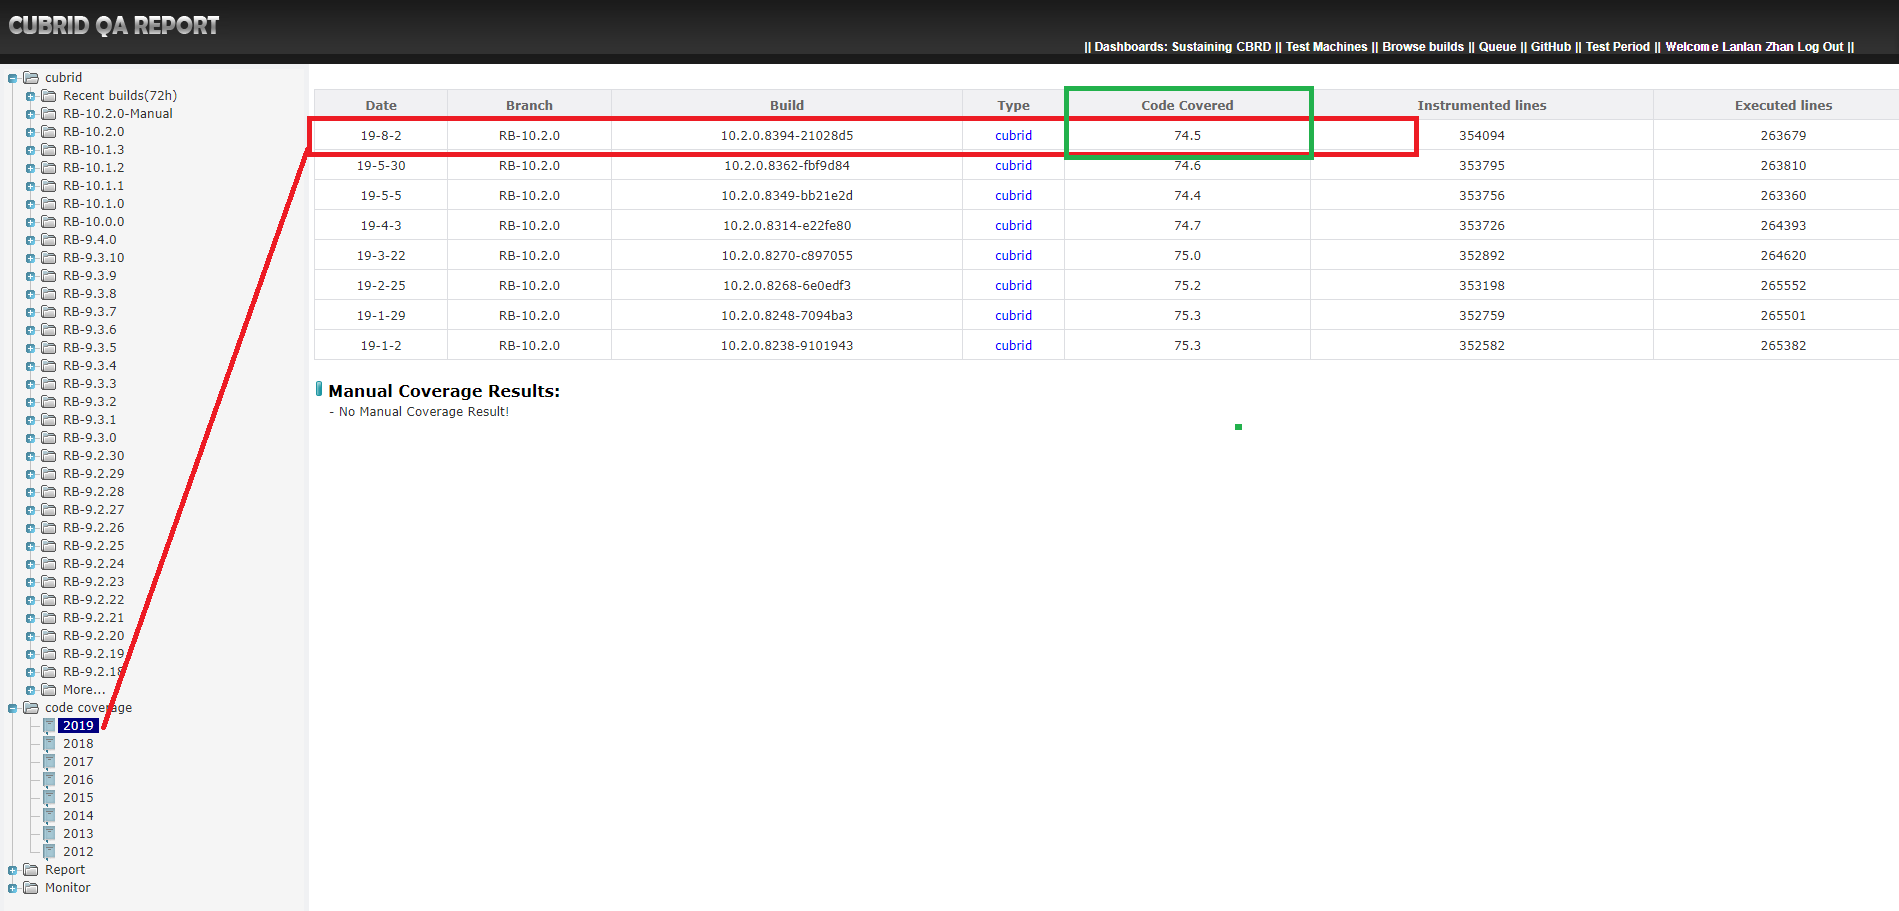 CUBRID QA REPORT
|| Dashboards: Sustaining CBRD || Test Machines || Browse builds || Queue || GitHub || Test Period || Welcome Lanlan Zhan Log Out ||
cubrid
Recent builds(72h)
RB-10.2.0-Manual
RB-10.2.0
RB-10.1.3
RB-10.1.2
RB-10.1.1
RB-10.1.0
RB-10.0.0
RB-9.4.0
RB-9.3.10
RB-9.3.9
RB-9.3.8
RB-9.3.7
RB-9.3.6
RB-9.3.5
RB-9.3.4
RB-9.3.3
RB-9.3.2
RB-9.3.1
RB-9.3.0
RB-9.2.30
RB-9.2.29
RB-9.2.28
RB-9.2.27
RB-9.2.26
RB-9.2.25
RB-9.2.24
RB-9.2.23
RB-9.2.22
RB-9.2.21
RB-9.2.20
RB-9.2.19
RB-9.2.18
More...
code coverage
2019
2018
2017
2016
2015
2014
2013
2012
Report
Monitor
Date Branch Build Type Code Covered Instrumented lines Executed lines
19-8-2 RB-10.2.0 10.2.0.8394-21028d5 cubrid 74.5 354094 263679
19-5-30 RB-10.2.0 10.2.0.8362-fbf9d84 cubrid 74.6 353795 263810
19-5-5 RB-10.2.0 10.2.0.8349-bb21e2d cubrid 74.4 353756 263360
19-4-3 RB-10.2.0 10.2.0.8314-e22fe80 cubrid 74.7 353726 264393
19-3-22 RB-10.2.0 10.2.0.8270-c897055 cubrid 75.0 352892 264620
19-2-25 RB-10.2.0 10.2.0.8268-6e0edf3 cubrid 75.2 353198 265552
19-1-29 RB-10.2.0 10.2.0.8248-7094ba3 cubrid 75.3 352759 265501
19-1-2 RB-10.2.0 10.2.0.8238-9101943 cubrid 75.3 352582 265382
Manual Coverage Results:
- No Manual Coverage Result!